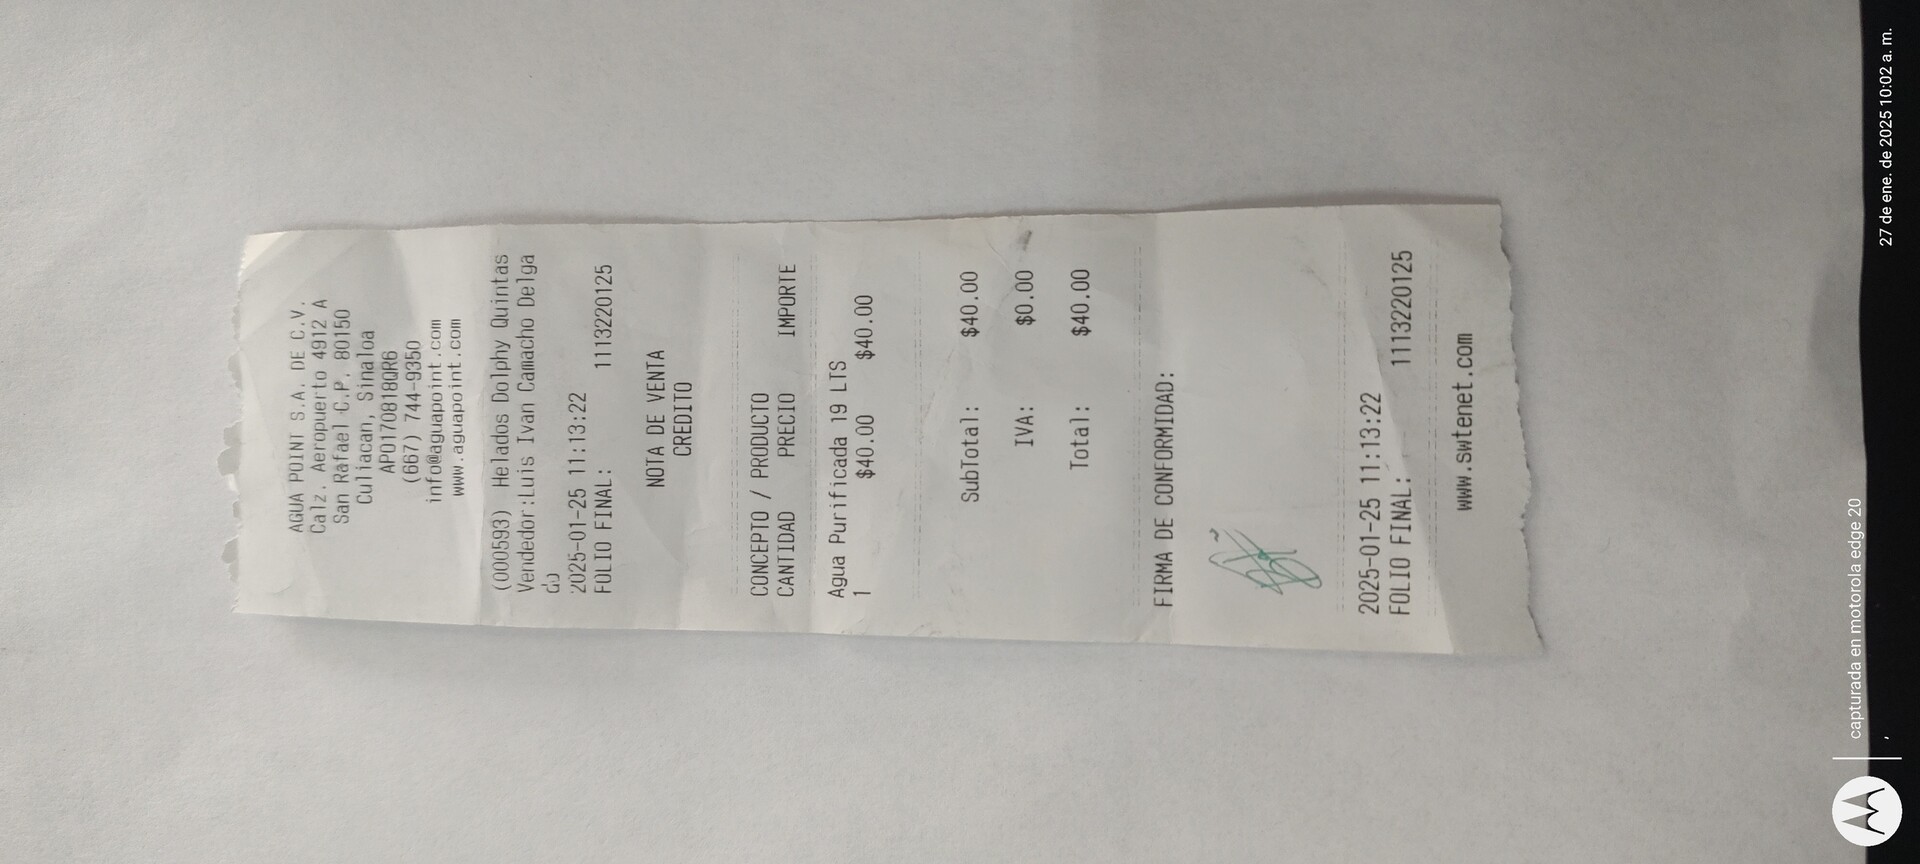 AGUA POINT S.A. DE C.V.
Calz. Aeropuerto 4912 A
San Rafael C.P. 80150
Culiacan, Sinaloa
APO170818QR6
(667) 744-9350
info@aguapoint.com
www.aguapoint.com
(000593) Helados Dolphy Quintas
Vendedor:Luis Ivan Camacho Delga
do
2025-01-25 11:13:22
FOLIO FINAL: 1113220125
NOTA DE VENTA
CREDITO
CONCEPTO / PRODUCTO
CANTIDAD PRECIO IMPORTE
Agua Purificada 19 LTS
1 $40.00 $40.00
SubTotal: $40.00
IVA: $0.00
Total: $40.00
FIRMA DE CONFORMIDAD:
2025-01-25 11:13:22
FOLIO FINAL: 1113220125
www.swtenet.com
capturada en motorola edge 20
27 de ene. de 2025 10:02 a. m.